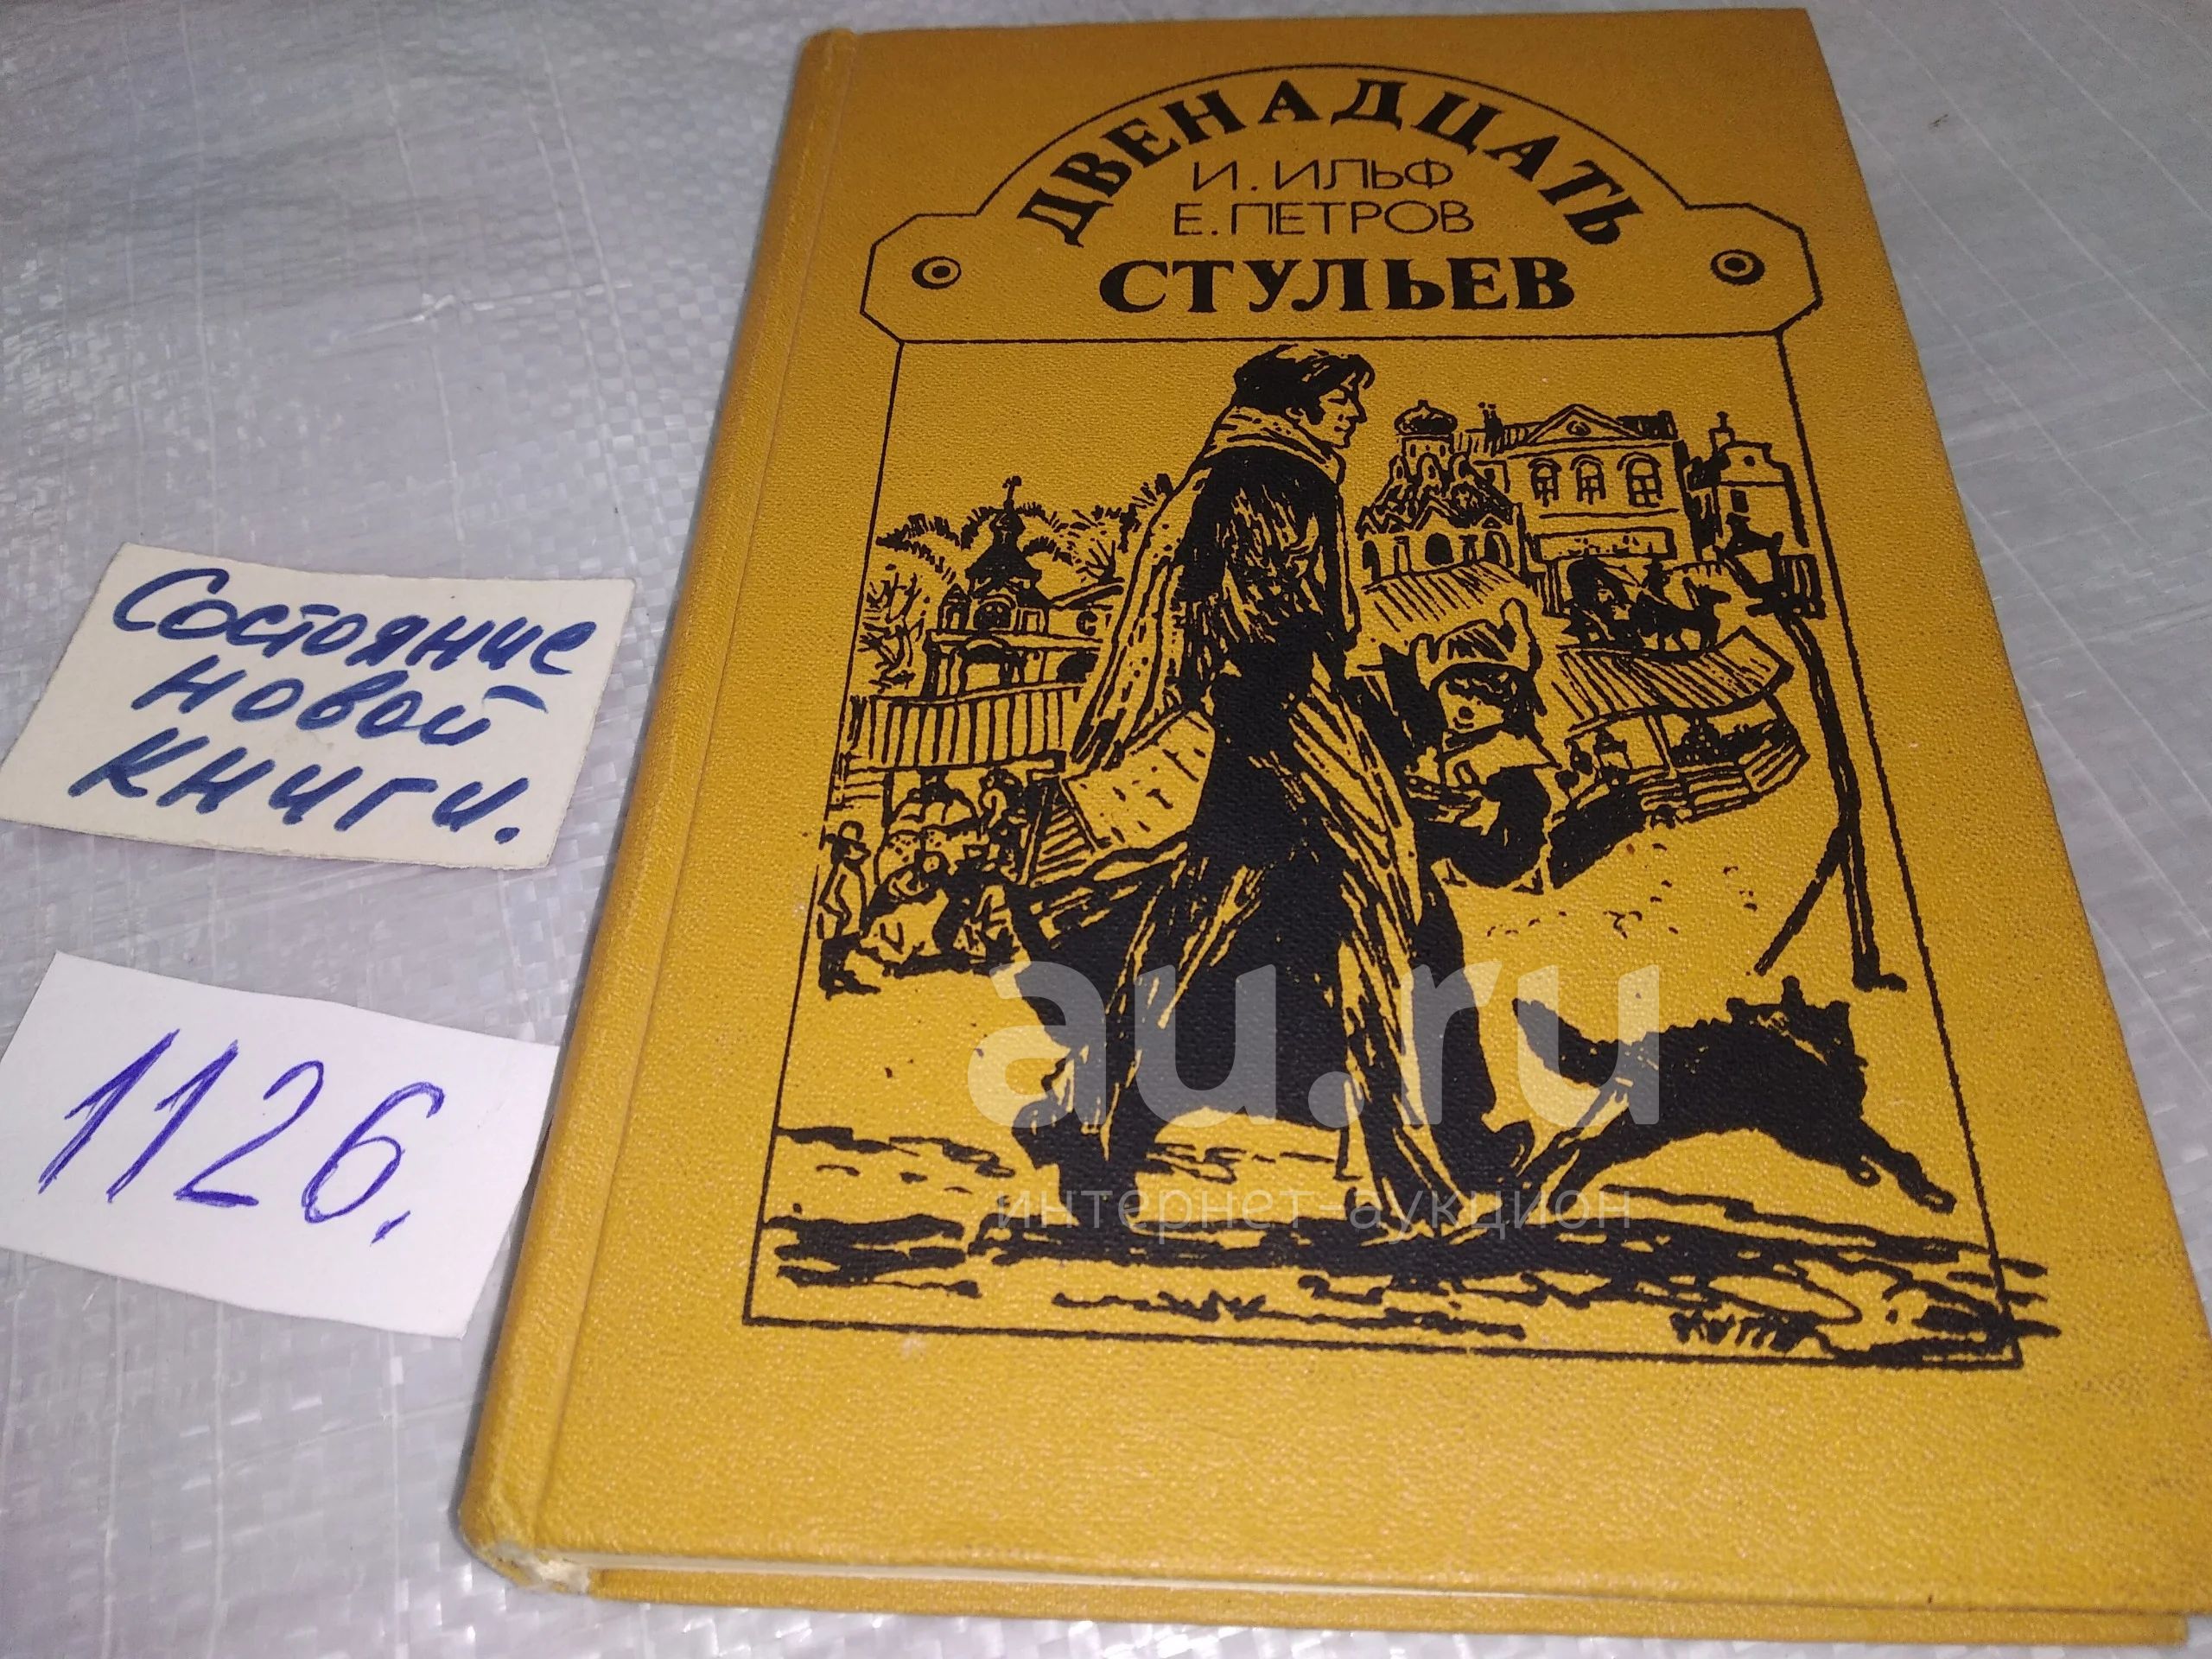 ДВЕНАДЦАТЬ
И. ИЛЬФ
Е. ПЕТРОВ
СТУЛЬЕВ
Состояние
новой
книги.
1126.
au.ru
интернет-аукцион